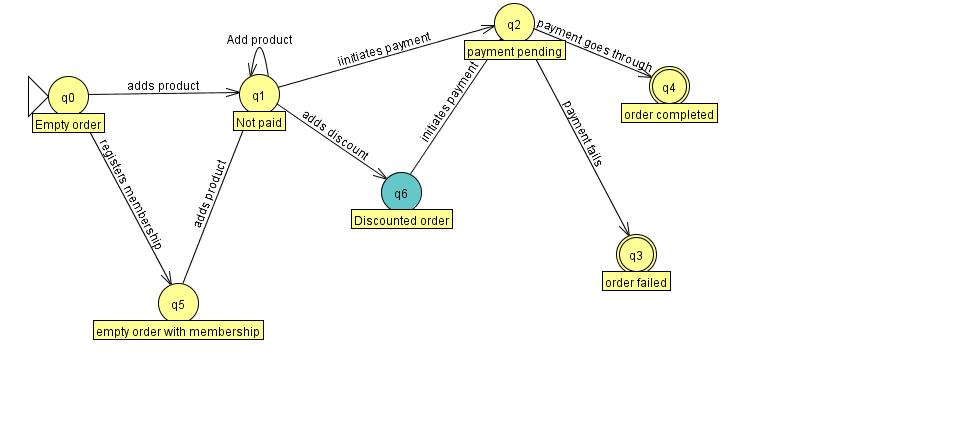 q2
payment pending
payment goes through
q4
order completed
iinitiates payment
Add product
q1
Not paid
adds product
q0
Empty order
initiates payment
adds discount
payment fails
registers membership
adds product
q6
Discounted order
q3
order failed
q5
empty order with membership